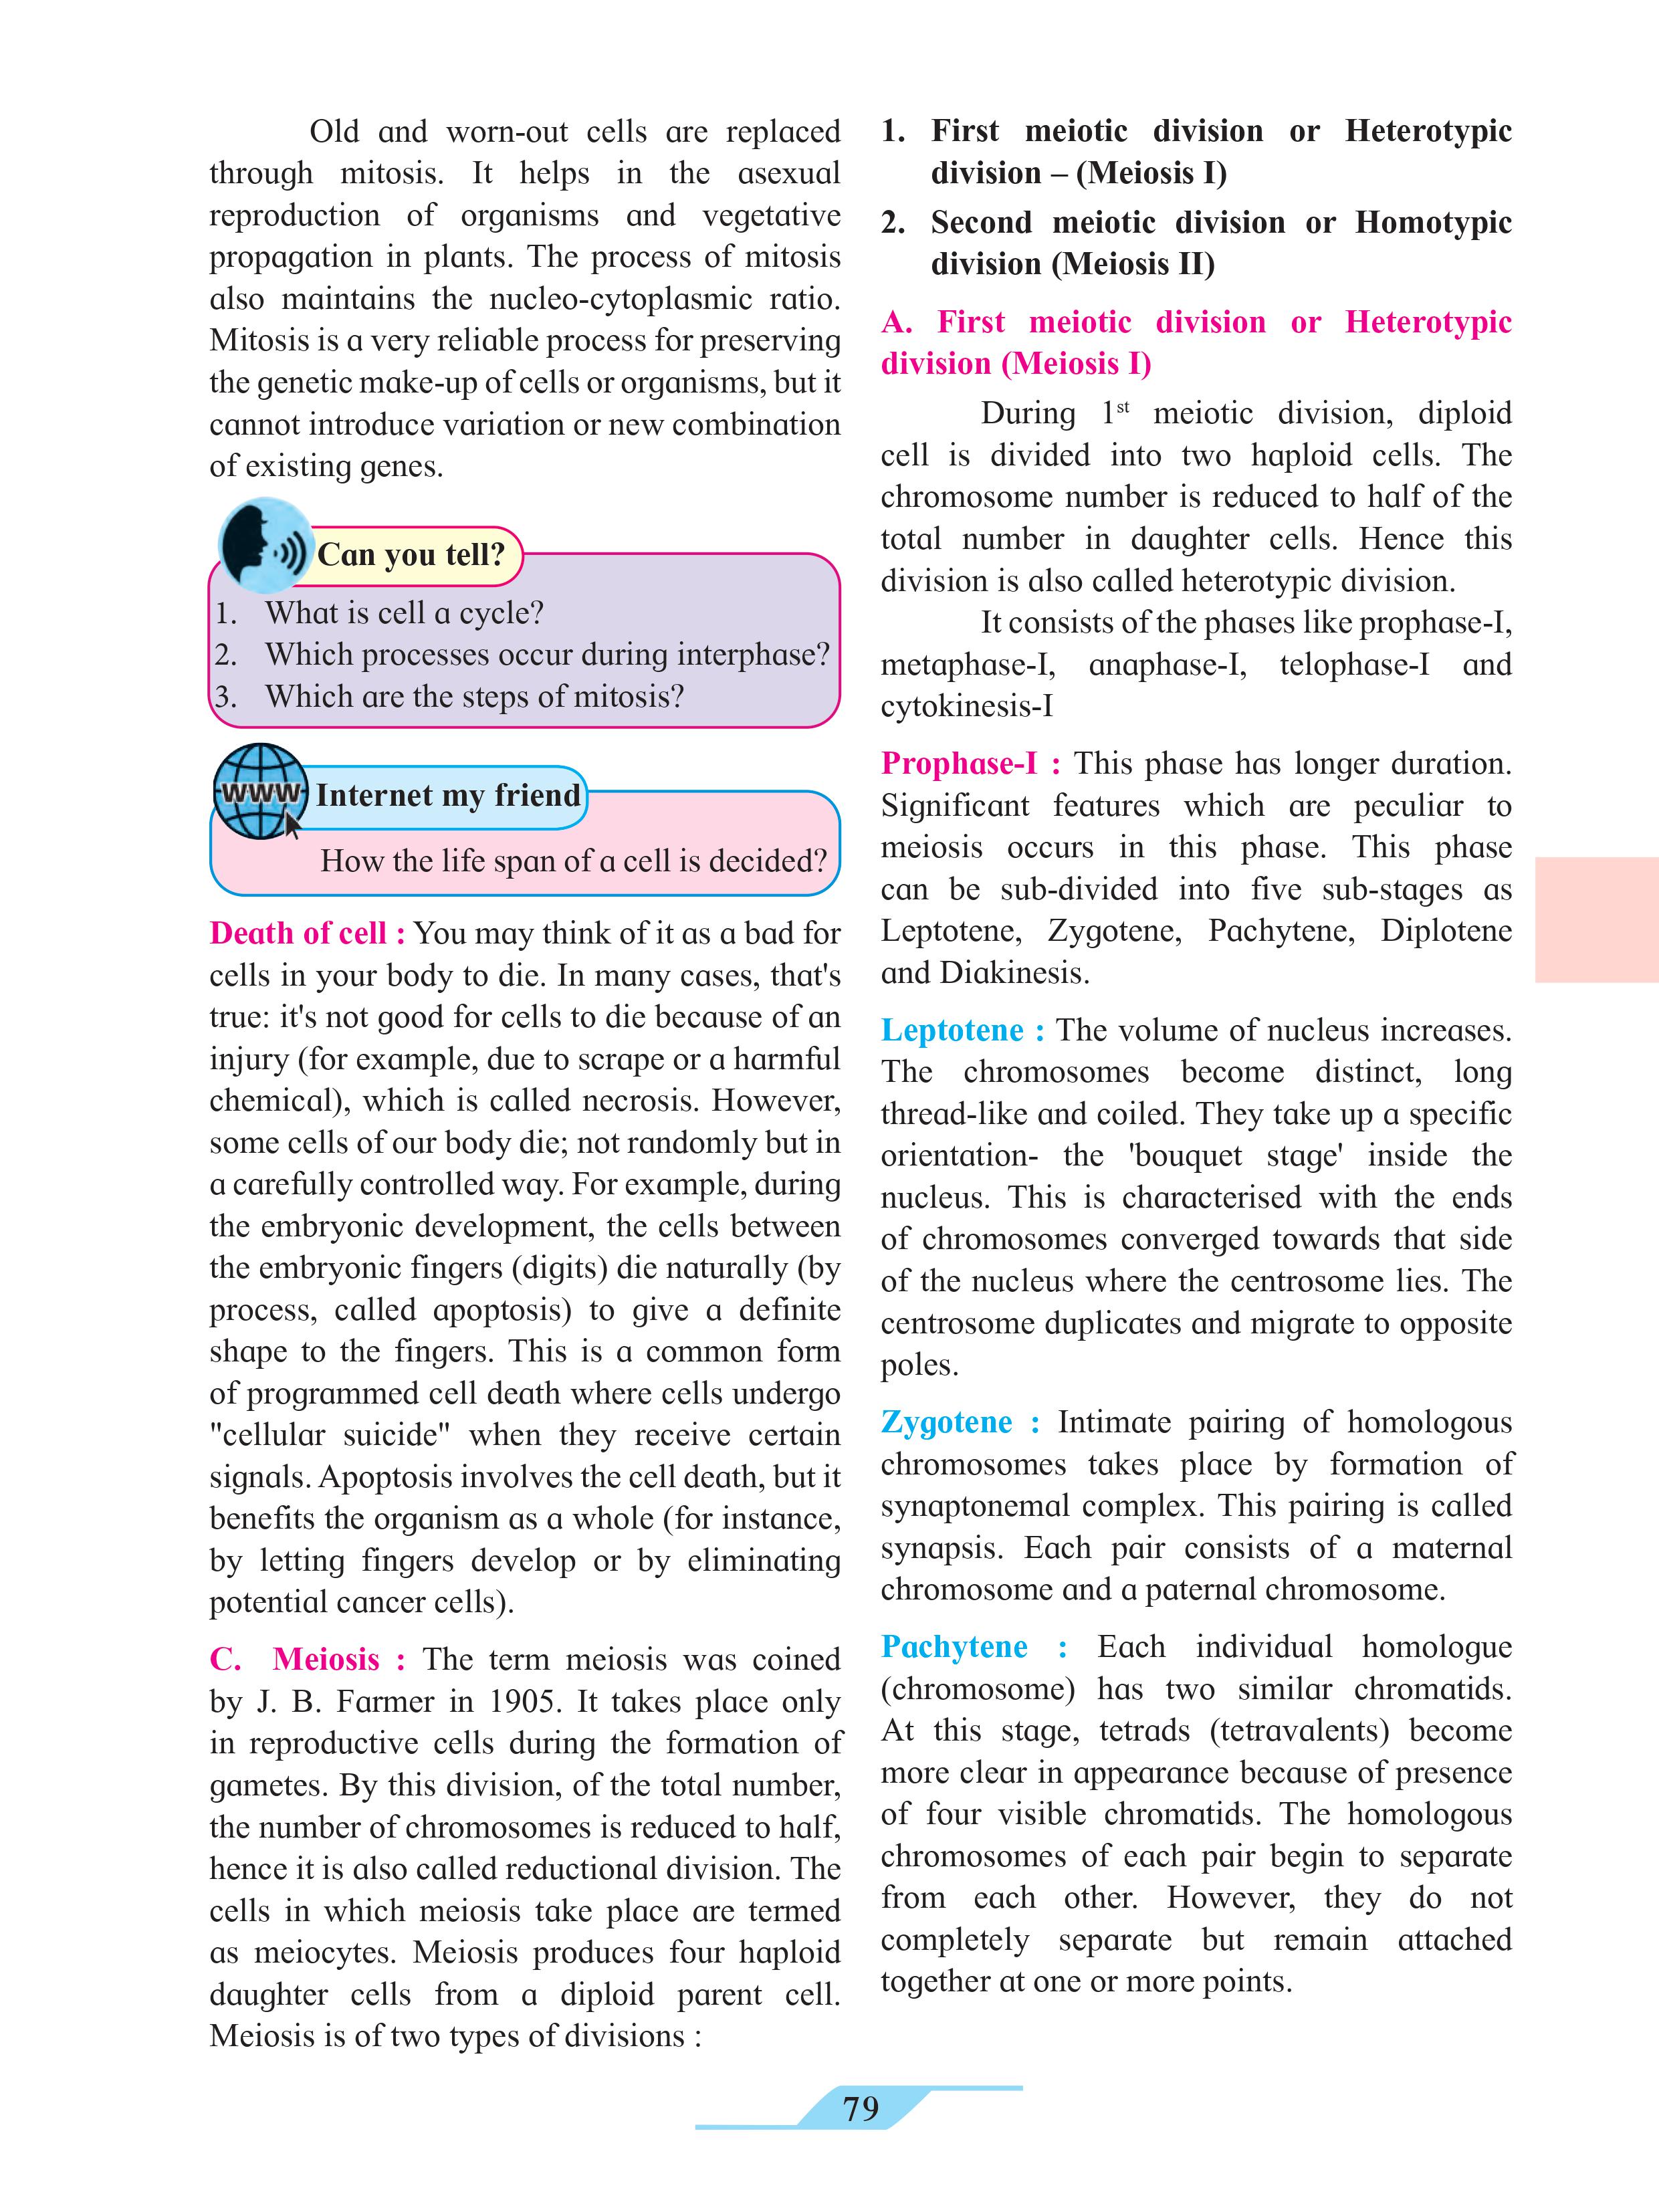 Old and worn-out cells are replaced
through mitosis. It helps in the asexual
reproduction of organisms and vegetative
propagation in plants. The process of mitosis
also maintains the nucleo-cytoplasmic ratio.
Mitosis is a very reliable process for preserving
the genetic make-up of cells or organisms, but it
cannot introduce variation or new combination
of existing genes.
Can you tell?
1. What is cell a cycle?
2. Which processes occur during interphase?
3. Which are the steps of mitosis?
WWW
Internet my friend
How the life span of a cell is decided?
Death of cell : You may think of it as a bad for
cells in your body to die. In many cases, that's
true: it's not good for cells to die because of an
injury (for example, due to scrape or a harmful
chemical), which is called necrosis. However,
some cells of our body die; not randomly but in
a carefully controlled way. For example, during
the embryonic development, the cells between
the embryonic fingers (digits) die naturally (by
process, called apoptosis) to give a definite
shape to the fingers. This is a common form
of programmed cell death where cells undergo
"cellular suicide" when they receive certain
signals. Apoptosis involves the cell death, but it
benefits the organism as a whole (for instance,
by letting fingers develop or by eliminating
potential cancer cells).
C. Meiosis : The term meiosis was coined
by J. B. Farmer in 1905. It takes place only
in reproductive cells during the formation of
gametes. By this division, of the total number,
the number of chromosomes is reduced to half,
hence it is also called reductional division. The
cells in which meiosis take place are termed
as meiocytes. Meiosis produces four haploid
daughter cells from a diploid parent cell.
Meiosis is of two types of divisions :
1. First meiotic division or Heterotypic
division – (Meiosis I)
2. Second meiotic division or Homotypic
division (Meiosis II)
A. First meiotic division or Heterotypic
division (Meiosis I)
During 1st meiotic division, diploid
cell is divided into two haploid cells. The
chromosome number is reduced to half of the
total number in daughter cells. Hence this
division is also called heterotypic division.
It consists of the phases like prophase-I,
metaphase-I, anaphase-I, telophase-I and
cytokinesis-I
Prophase-I : This phase has longer duration.
Significant features which are peculiar to
meiosis occurs in this phase. This phase
can be sub-divided into five sub-stages as
Leptotene, Zygotene, Pachytene, Diplotene
and Diakinesis.
Leptotene : The volume of nucleus increases.
The chromosomes become distinct, long
thread-like and coiled. They take up a specific
orientation- the 'bouquet stage' inside the
nucleus. This is characterised with the ends
of chromosomes converged towards that side
of the nucleus where the centrosome lies. The
centrosome duplicates and migrate to opposite
poles.
Zygotene : Intimate pairing of homologous
chromosomes takes place by formation of
synaptonemal complex. This pairing is called
synapsis. Each pair consists of a maternal
chromosome and a paternal chromosome.
Pachytene : Each individual homologue
(chromosome) has two similar chromatids.
At this stage, tetrads (tetravalents) become
more clear in appearance because of presence
of four visible chromatids. The homologous
chromosomes of each pair begin to separate
from each other. However, they do not
completely separate but remain attached
together at one or more points.
79